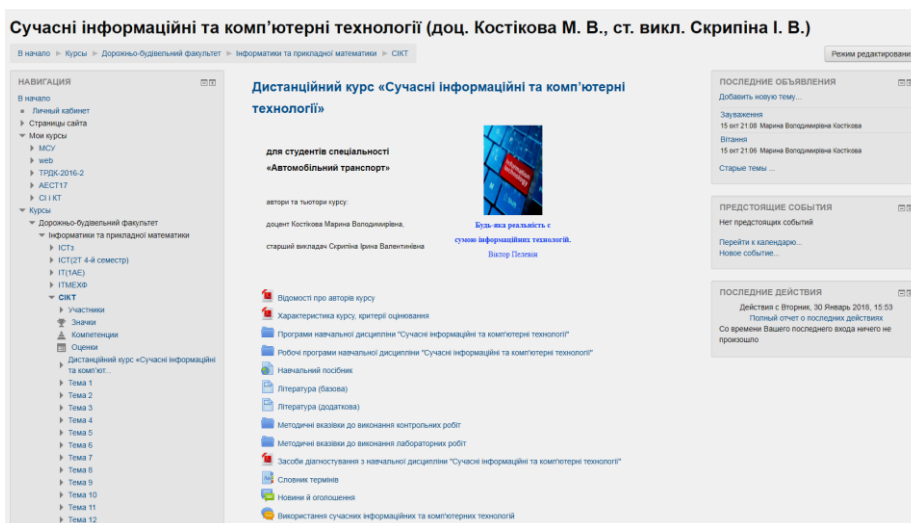 Сучасні інформаційні та комп'ютерні технології (доц. Костікова М. В., ст. викл. Скрипіна І. В.)
В начало ► Курсы ► Дорожньо-будівельний факультет ► Інформатики та прикладної математики ► СІКТ
Режим редактировани
НАВИГАЦИЯ
В начало
Личный кабинет
Страницы сайта
Мои курсы
МСУ
web
ТРДК-2016-2
АЕСТ17
СІ і КТ
Курсы
Дорожньо-будівельний факультет
Інформатики та прикладної математики
ІСТз
ІСТ(2Т 4-й семестр)
ІТ(1АЕ)
ІТМЕХФ
СІКТ
Участники
Значки
Компетенции
Оценки
Дистанційний курс «Сучасні інформаційні
та комп'ют...
Тема 1
Тема 2
Тема 3
Тема 4
Тема 5
Тема 6
Тема 7
Тема 8
Тема 9
Тема 10
Тема 11
Тема 12
Дистанційний курс «Сучасні інформаційні та комп'ютерні
технології»
для студентів спеціальності
«Автомобільний транспорт»
автори та тьютори курсу:
доцент Костікова Марина Володимирівна,
старший викладач Скрипіна Ірина Валентинівна
Information
technology
Будь-яка реальність є
сумою інформаційних технологій.
Віктор Пелевін
Відомості про авторів курсу
Характеристика курсу, критерії оцінювання
Програми навчальної дисципліни "Сучасні інформаційні та комп'ютерні технології"
Робочі програми навчальної дисципліни "Сучасні інформаційні та комп'ютерні технології"
Навчальний посібник
Література (базова)
Література (додаткова)
Методичні вказівки до виконання контрольних робіт
Методичні вказівки до виконання лабораторних робіт
Засоби діагностування з навчальної дисципліни "Сучасні інформаційні та комп'ютерні технології"
Словник термінів
Новини й оголошення
Використання сучасних інформаційних та комп'ютерних технологій
ПОСЛЕДНИЕ ОБЪЯВЛЕНИЯ
Добавить новую тему...
Зауваження
15 окт 21:08 Марина Володимирівна Костікова
Вітання
15 окт 21:06 Марина Володимирівна Костікова
Старые темы ...
ПРЕДСТОЯЩИЕ СОБЫТИЯ
Нет предстоящих событий
Перейти к календарю...
Новое событие...
ПОСЛЕДНИЕ ДЕЙСТВИЯ
Действия с Вторник, 30 Январь 2018, 15:53
Полный отчет о последних действиях
Со времени Вашего последнего входа ничего не
произошло